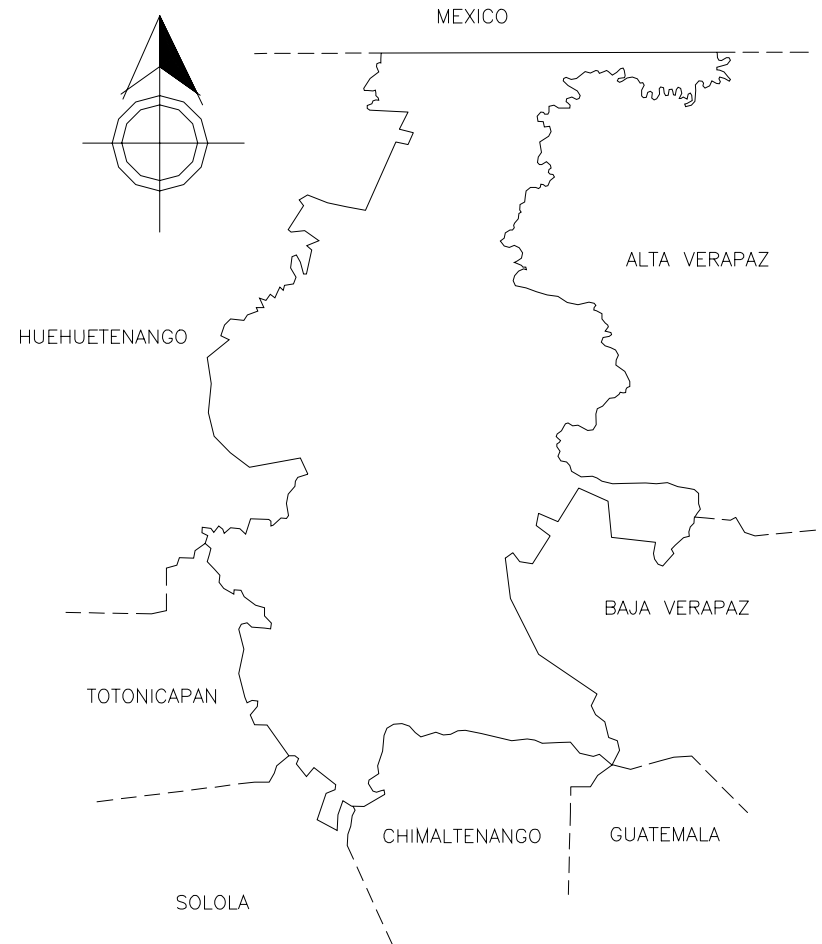 MEXICO
ALTA VERAPAZ
HUEHUETENANGO
BAJA VERAPAZ
TOTONICAPAN
CHIMALTENANGO
GUATEMALA
SOLOLA